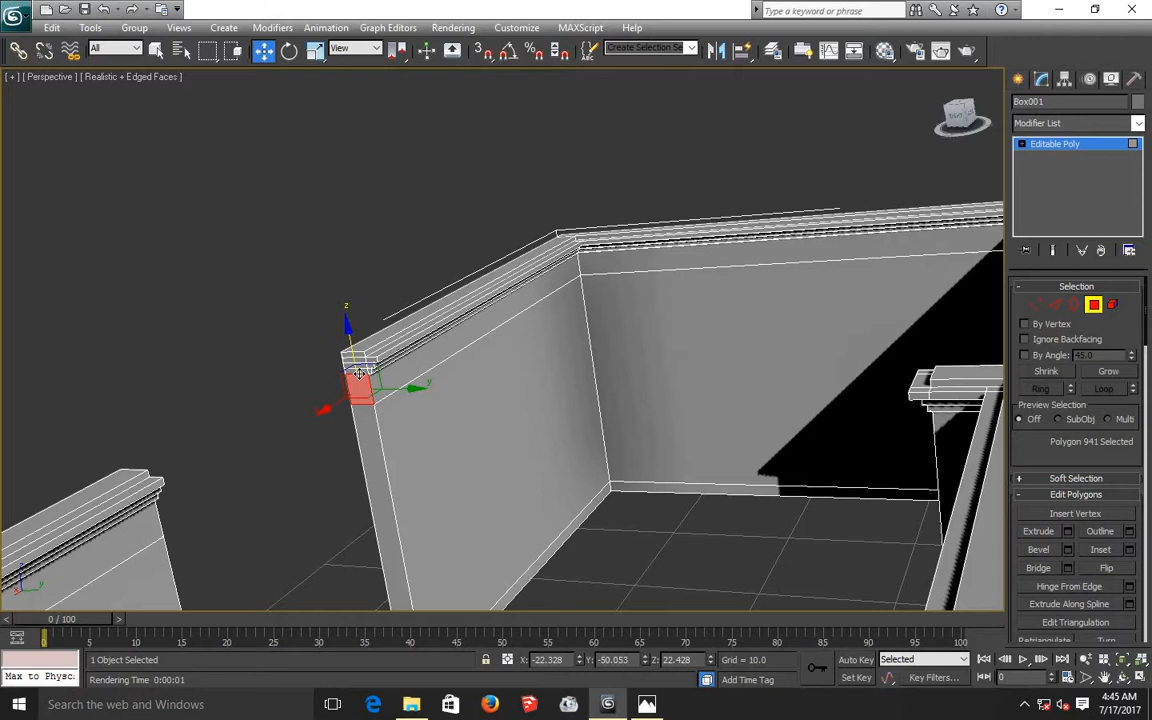 Type a keyword or phrase
Edit Tools Group Views Create Modifiers Animation Graph Editors Rendering Customize MAXScript Help
All View Create Selection Se
[ + ] [ Perspective ] [ Realistic + Edged Faces ]
RIGHT
Box001
Modifier List
Editable Poly
Selection
By Vertex
Ignore Backfacing
By Angle: 45.0
Shrink Grow
Ring Loop
Preview Selection
Off SubObj Multi
Polygon 941 Selected
Soft Selection
Edit Polygons
Insert Vertex
Extrude Outline
Bevel Inset
Bridge Flip
Hinge From Edge
Extrude Along Spline
Edit Triangulation
Retriangulate Turn
z
y
z
y
x
0 / 100
0 5 10 15 20 25 30 35 40 45 50 55 60 65 70 75 80 85 90 95 100
1 Object Selected X: -22.328 Y: -50.053 Z: 22.428 Grid = 10.0 Auto Key Selected
Max to Physc Rendering Time 0:00:01 Add Time Tag Set Key Key Filters... 0
Search the web and Windows
4:45 AM
7/17/2017